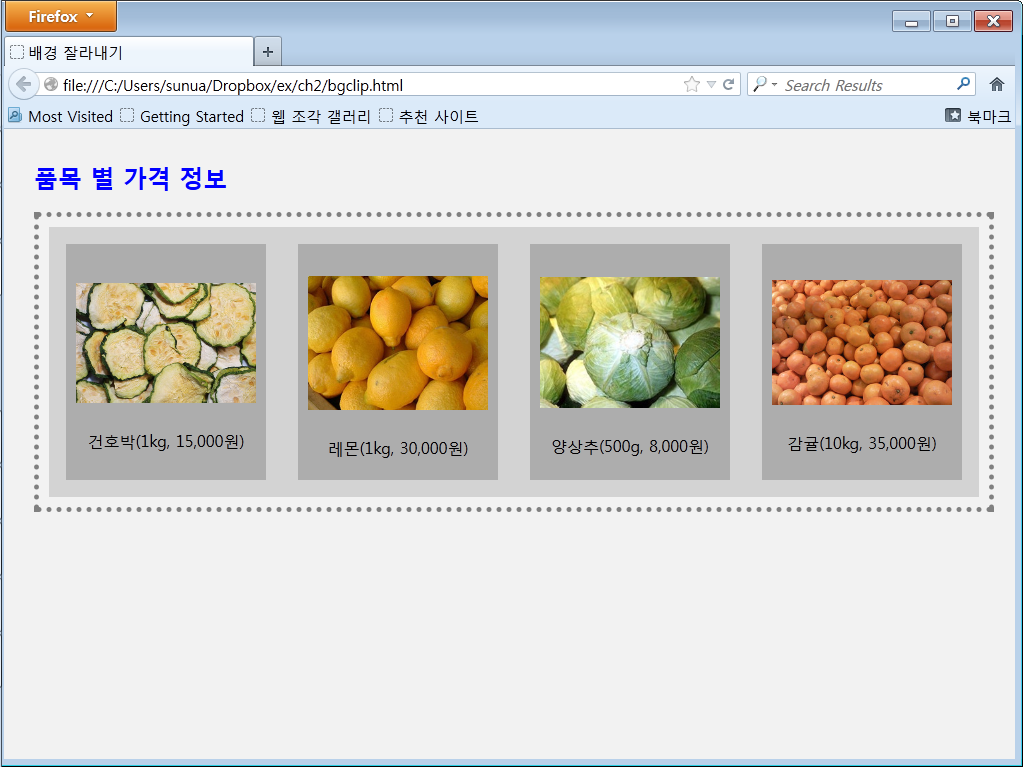 Firefox
배경 잘라내기
file:///C:/Users/sunua/Dropbox/ex/ch2/bgclip.html
Search Results
Most Visited Getting Started 웹 조각 갤러리 추천 사이트 북마크
품목 별 가격 정보
건호박(1kg, 15,000원)
레몬(1kg, 30,000원)
양상추(500g, 8,000원)
감귤(10kg, 35,000원)